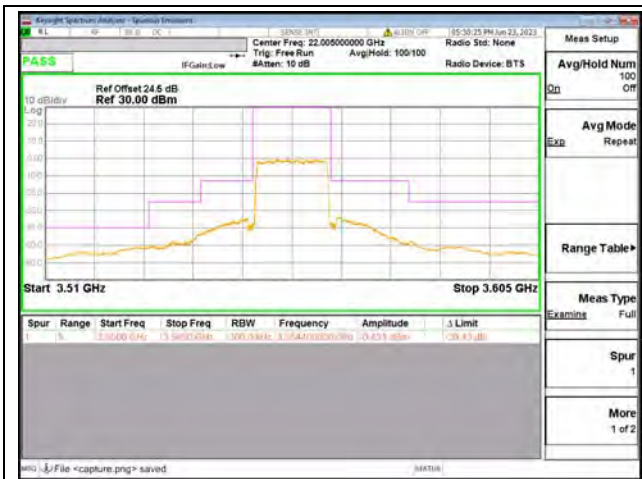 Keysight Spectrum Analyzer - Spurious Emissions
RL RF 50 Ω DC SENSE:INT ALIGN OFF 05:30:25 PM Jun 23, 2023
Center Freq: 22.005000000 GHz Radio Std: None
Trig: Free Run Avg|Hold: 100/100
PASS IFGain:Low #Atten: 10 dB Radio Device: BTS
Ref Offset 24.5 dB
10 dB/div Ref 30.00 dBm
Log
Start 3.51 GHz Stop 3.605 GHz
Spur Range Start Freq Stop Freq RBW Frequency Amplitude Δ Limit
MSG File <capture.png> saved STATUS
Meas Setup
Avg/Hold Num
100
On Off
Avg Mode
Exp Repeat
Range Table
Meas Type
Examine Full
Spur
1
More
1 of 2